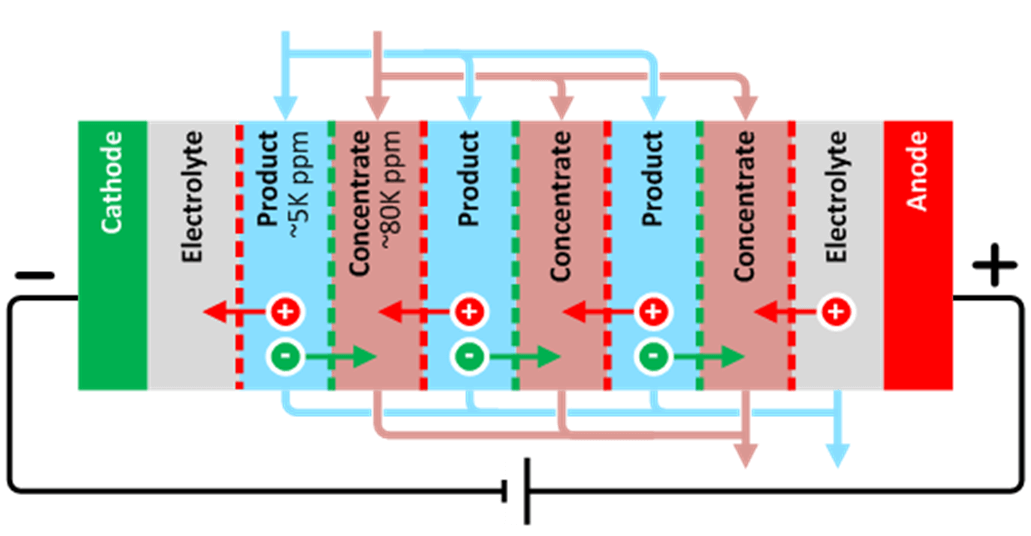 Cathode
Electrolyte
Product
~5K ppm
Concentrate
~80K ppm
Product
Concentrate
Product
Concentrate
Electrolyte
Anode
−
+
+
-
+
-
+
-
+